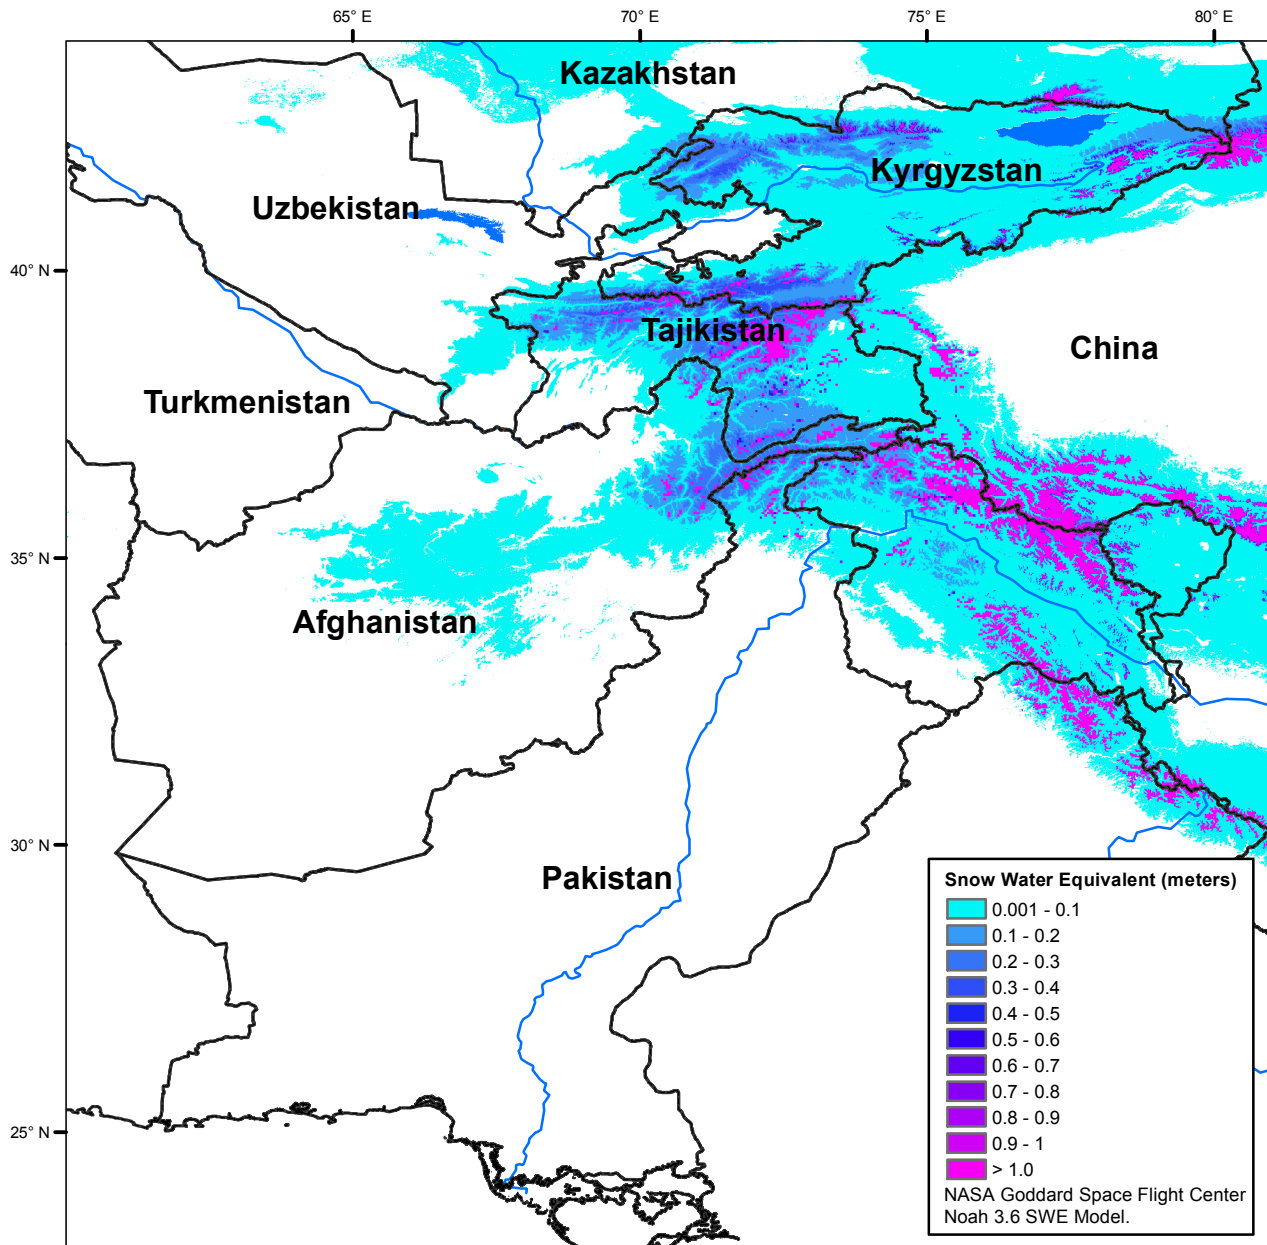 65° E
70° E
75° E
80° E
Kazakhstan
Kyrgyzstan
Uzbekistan
40° N
Tajikistan
China
Turkmenistan
35° N
Afghanistan
30° N
Pakistan
25° N
Snow Water Equivalent (meters)
0.001 - 0.1
0.1 - 0.2
0.2 - 0.3
0.3 - 0.4
0.4 - 0.5
0.5 - 0.6
0.6 - 0.7
0.7 - 0.8
0.8 - 0.9
0.9 - 1
> 1.0
NASA Goddard Space Flight Center
Noah 3.6 SWE Model.